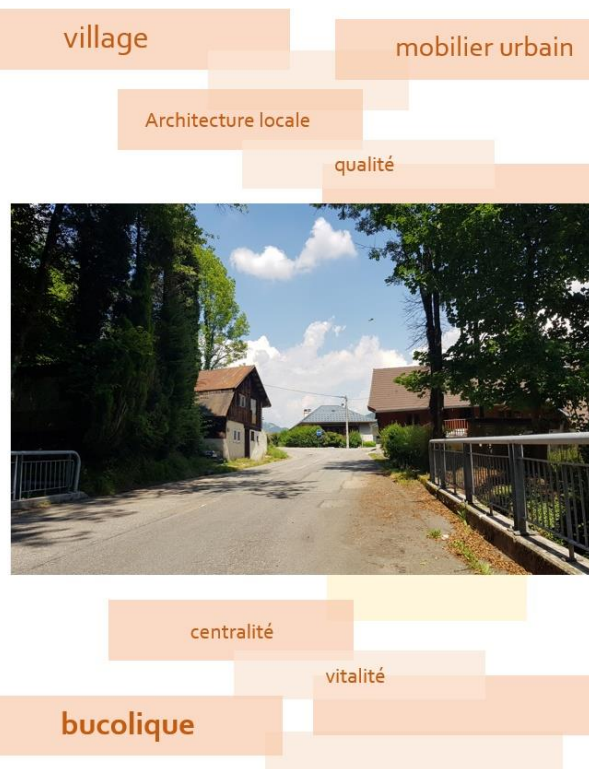 village
mobilier urbain
Architecture locale
qualité
centralité
vitalité
bucolique